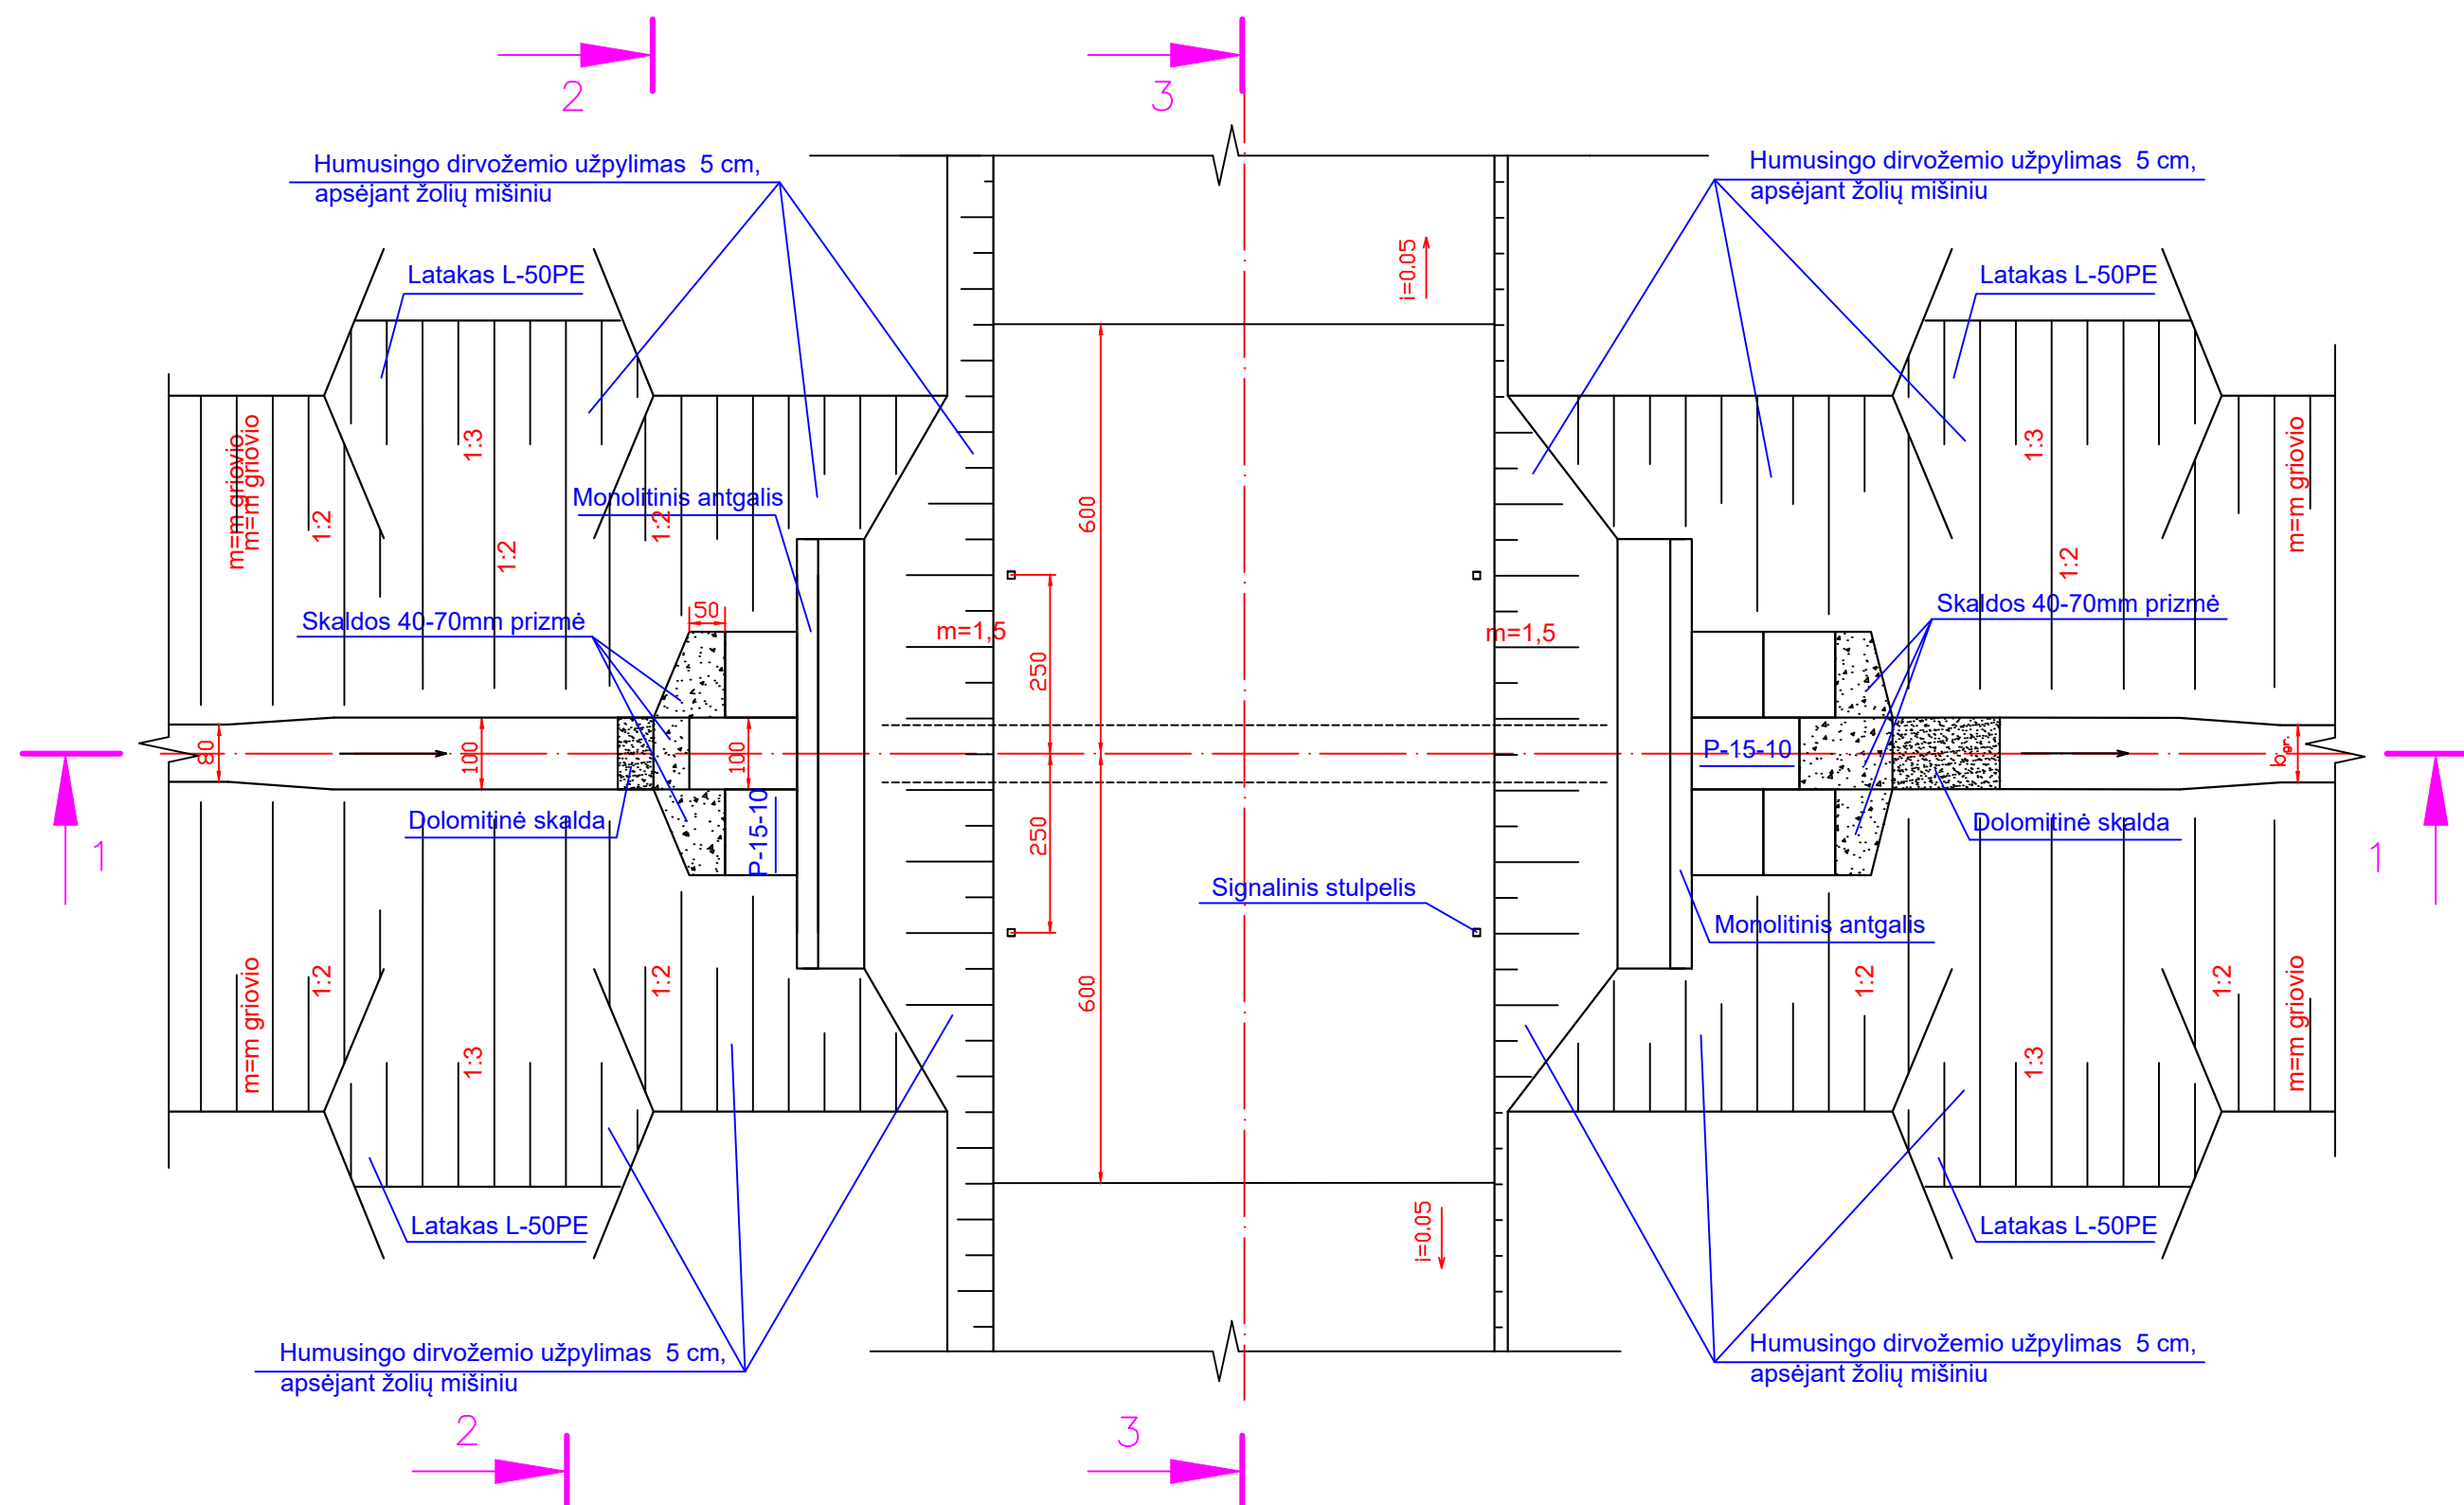 2
3
Humusingo dirvožemio užpylimas 5 cm,
apsėjant žolių mišiniu
Humusingo dirvožemio užpylimas 5 cm,
apsėjant žolių mišiniu
Latakas L-50PE
i=0.05
Latakas L-50PE
m=m griovio
m=m griovio
1:3
1:3
m=m griovio
Monolitinis antgalis
1:2
1:2
1:2
600
1:2
Skaldos 40-70mm prizmė
50
m=1,5
250
m=1,5
Skaldos 40-70mm prizmė
80
100
100
P-15-10
b gr.
Dolomitinė skalda
P-15-10
250
Dolomitinė skalda
1
1
Signalinis stulpelis
Monolitinis antgalis
m=m griovio
1:2
1:2
600
1:2
1:2
m=m griovio
1:3
1:3
Latakas L-50PE
i=0.05
Latakas L-50PE
Humusingo dirvožemio užpylimas 5 cm,
apsėjant žolių mišiniu
Humusingo dirvožemio užpylimas 5 cm,
apsėjant žolių mišiniu
2
3